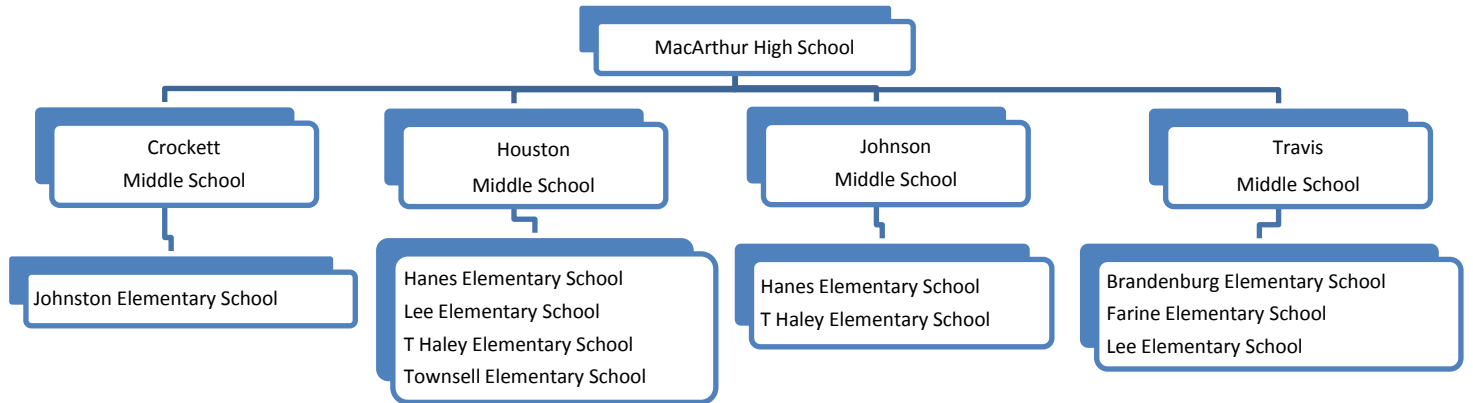 MacArthur High School
Crockett
Middle School
Houston
Middle School
Johnson
Middle School
Travis
Middle School
Johnston Elementary School
Hanes Elementary School
Lee Elementary School
T Haley Elementary School
Townsell Elementary School
Hanes Elementary School
T Haley Elementary School
Brandenburg Elementary School
Farine Elementary School
Lee Elementary School